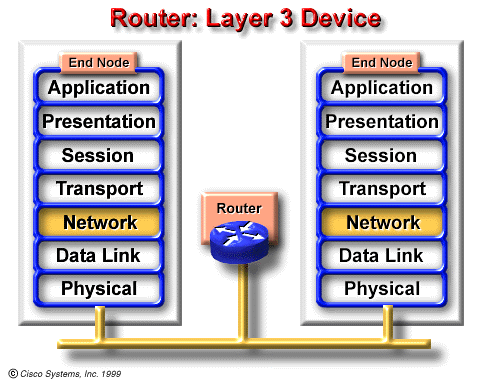 Router: Layer 3 Device
End Node
Application
Presentation
Session
Transport
Network
Data Link
Physical
Router
End Node
Application
Presentation
Session
Transport
Network
Data Link
Physical
© Cisco Systems, Inc. 1999